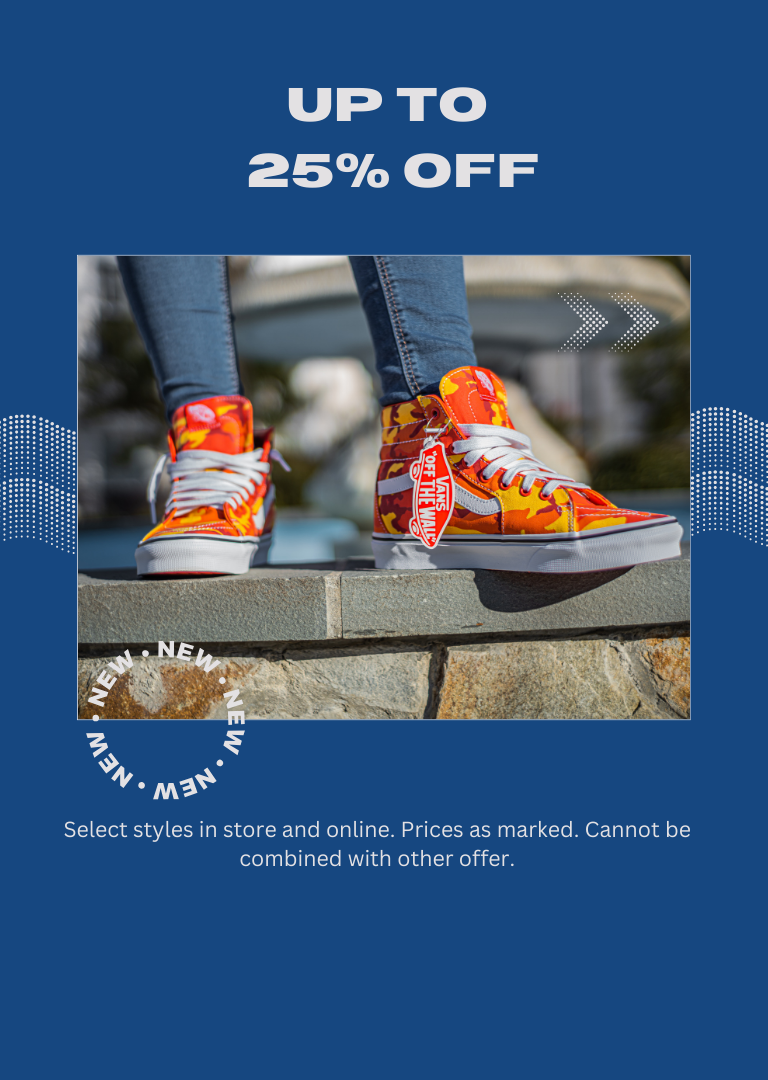 UP TO
25% OFF
VANS
"OFF THE WALL"
NEW • NEW • NEW • NEW • NEW • NEW •
Select styles in store and online. Prices as marked. Cannot be
combined with other offer.